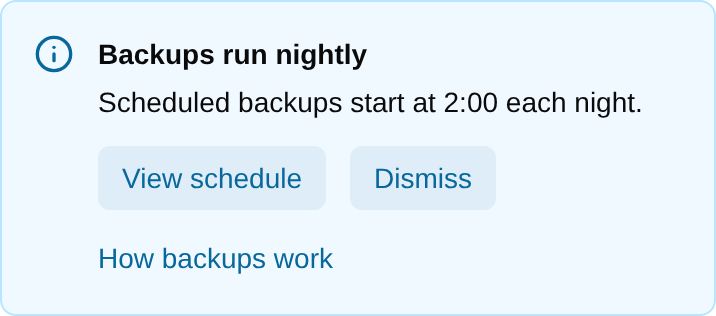 Backups run nightly
Scheduled backups start at 2:00 each night.
View schedule
Dismiss
How backups work